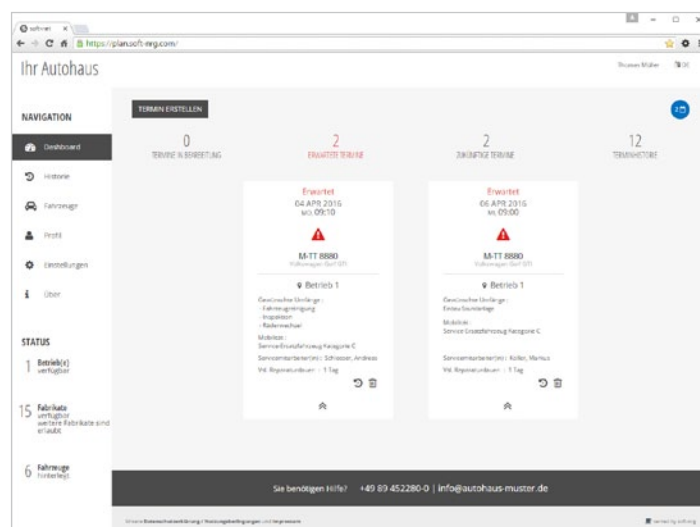 soft-net
https://plan.soft-nrg.com/
Ihr Autohaus
Thomas Müller
NAVIGATION
Dashboard
Historie
Fahrzeuge
Profil
Einstellungen
Über
STATUS
1 Betrieb(e)
verfügbar
15 Fabrikate
verfügbar
weitere Fabrikate sind
erlaubt
6 Fahrzeuge
hinterlegt
TERMIN ERSTELLEN
2
0
TERMINE IN BEARBEITUNG
2
ERWARTETE TERMINE
2
ZUKÜNFTIGE TERMINE
12
TERMINHISTORIE
Erwartet
04 APR 2016
MO. 09:10
M-TT 8880
Volkswagen Golf GTI
Betrieb 1
Gewünschte Umfänge :
- Fahrzeugreinigung
- Inspektion
- Räderwechsel
Mobilität :
Service-Ersatzfahrzeug Kategorie C
Servicemitarbeiter(in) : Schlosser, Andreas
Vsl. Reparaturdauer : 1 Tag
Erwartet
06 APR 2016
MI. 09:00
M-TT 8880
Volkswagen Golf GTI
Betrieb 1
Gewünschte Umfänge :
Mobilität :
Service-Ersatzfahrzeug Kategorie C
Servicemitarbeiter(in) : Keller, Markus
Vsl. Reparaturdauer : 1 Tag
Sie benötigen Hilfe? +49 89 452280-0 | info@autohaus-muster.de
Unsere Datenschutzerklärung / Nutzungsbedingungen und Impressum